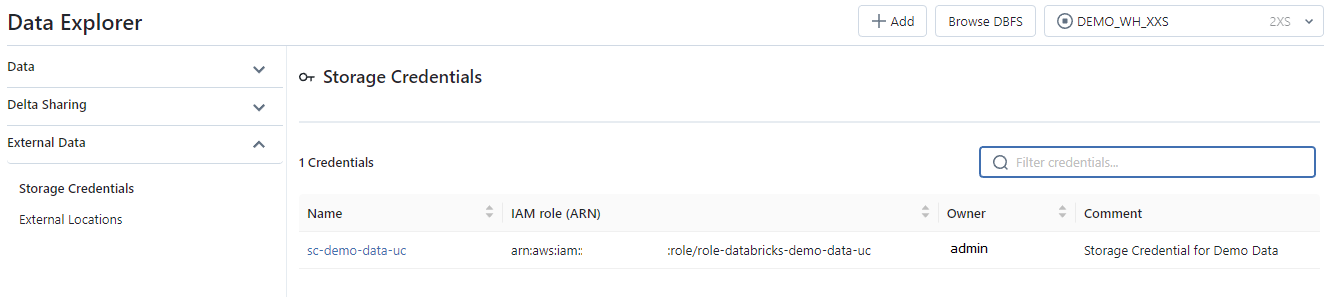 Data Explorer
Add
Browse DBFS
DEMO_WH_XXS 2XS
Data
Delta Sharing
External Data
Storage Credentials
External Locations
Storage Credentials
1 Credentials
Filter credentials...
Name IAM role (ARN) Owner Comment
sc-demo-data-uc arn:aws:iam:: :role/role-databricks-demo-data-uc admin Storage Credential for Demo Data